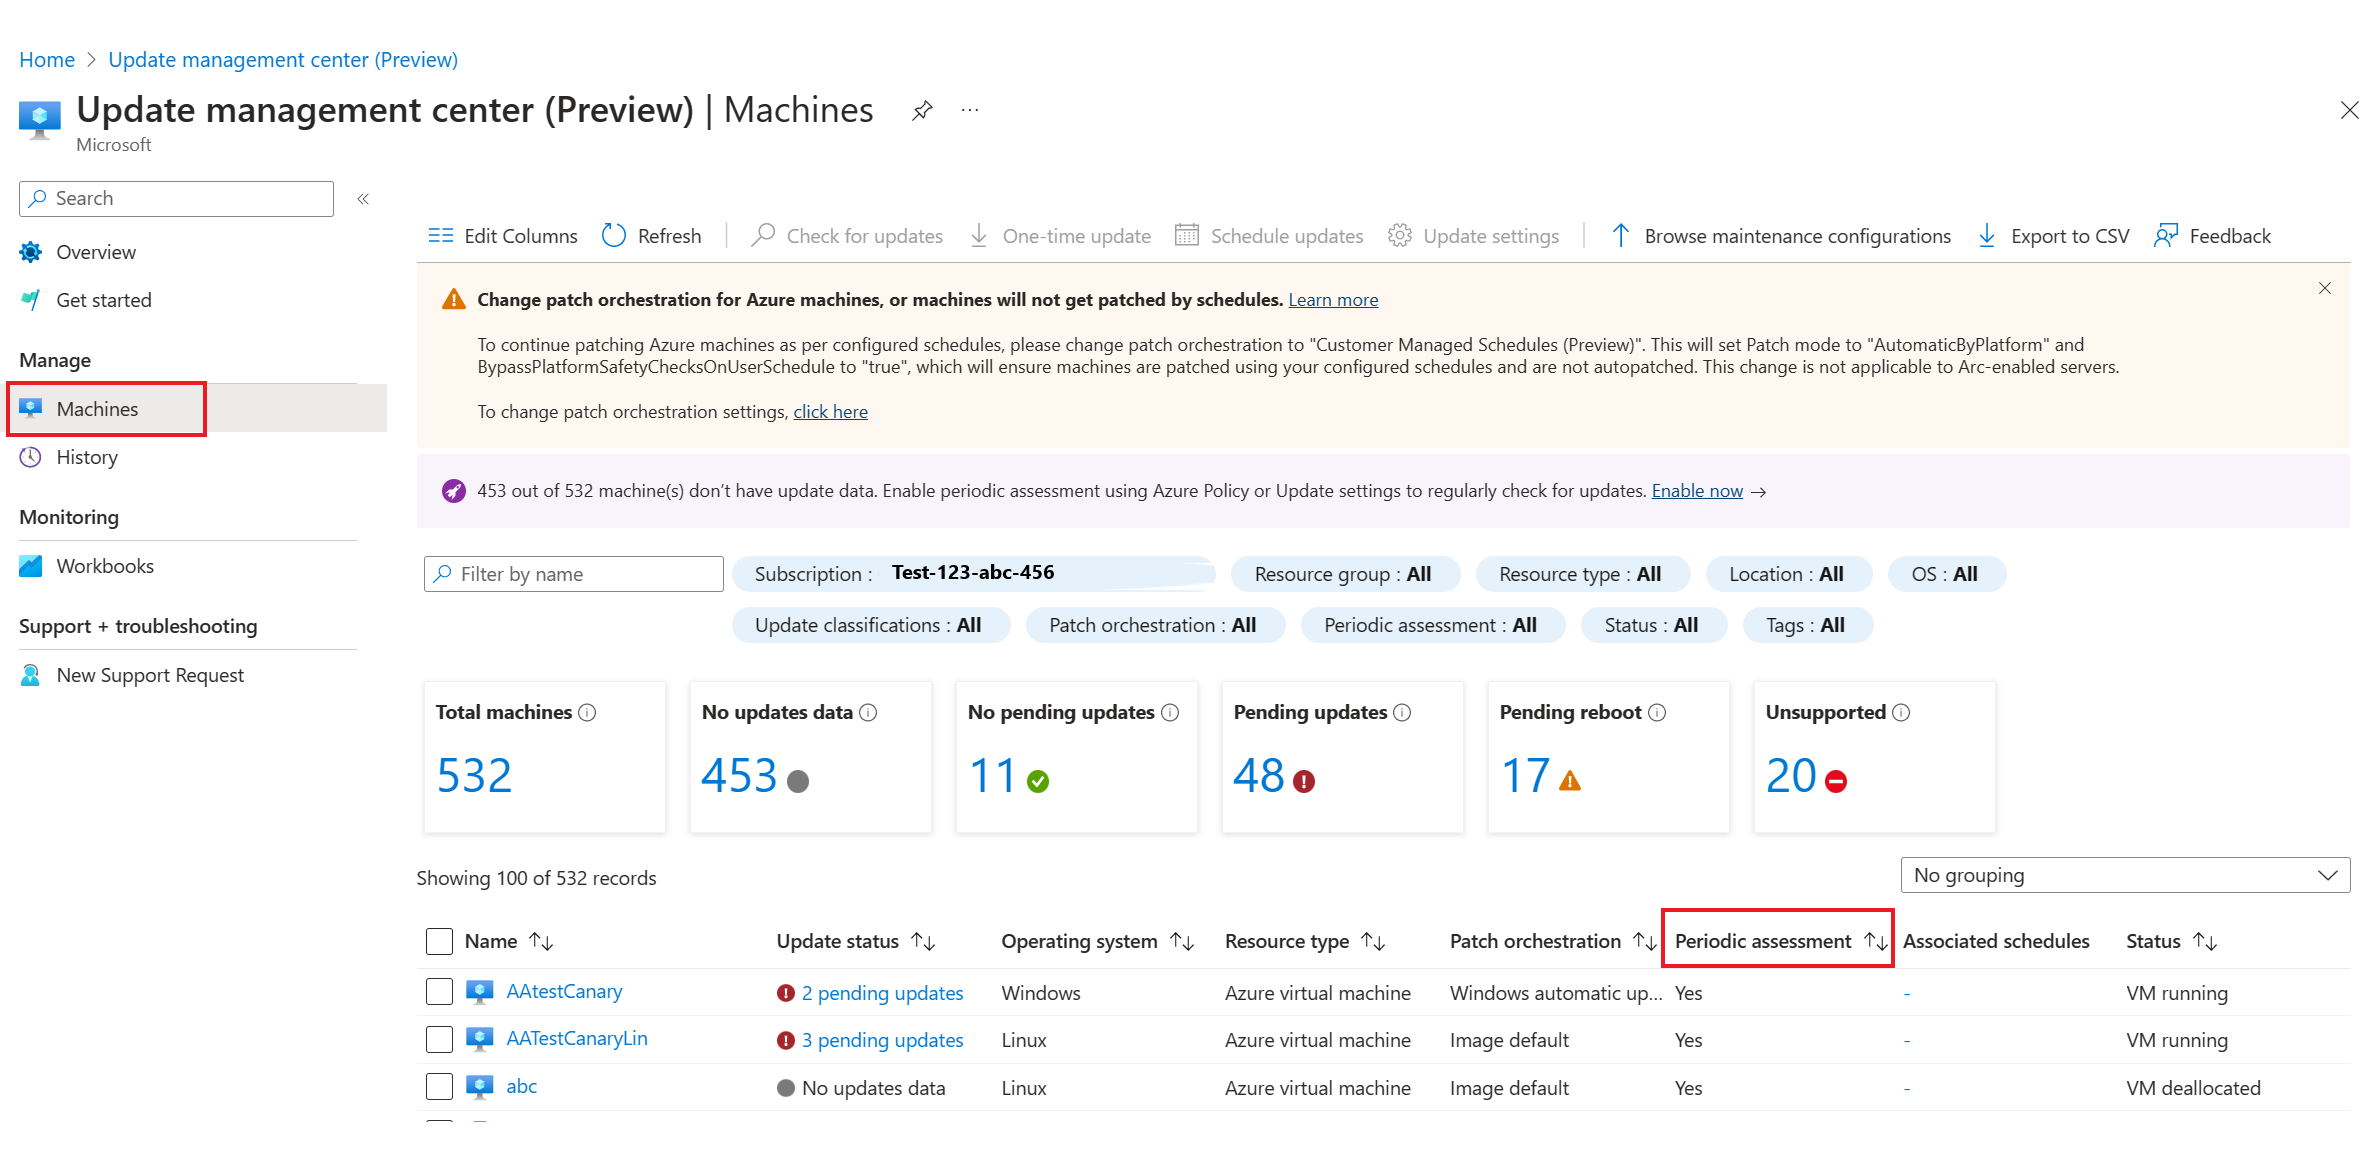 Home > Update management center (Preview)
Update management center (Preview) | Machines ...
Microsoft
Search «
Overview
Get started
Manage
Machines
History
Monitoring
Workbooks
Support + troubleshooting
New Support Request
Edit Columns Refresh Check for updates One-time update Schedule updates Update settings Browse maintenance configurations Export to CSV Feedback
Change patch orchestration for Azure machines, or machines will not get patched by schedules. Learn more
To continue patching Azure machines as per configured schedules, please change patch orchestration to "Customer Managed Schedules (Preview)". This will set Patch mode to "AutomaticByPlatform" and
BypassPlatformSafetyChecksOnUserSchedule to "true", which will ensure machines are patched using your configured schedules and are not autopatched. This change is not applicable to Arc-enabled servers.
To change patch orchestration settings, click here
453 out of 532 machine(s) don't have update data. Enable periodic assessment using Azure Policy or Update settings to regularly check for updates. Enable now →
Filter by name Subscription : Test-123-abc-456 Resource group : All Resource type : All Location : All OS : All
Update classifications : All Patch orchestration : All Periodic assessment : All Status : All Tags : All
Total machines No updates data No pending updates Pending updates Pending reboot Unsupported
532 453 11 48 17 20
Showing 100 of 532 records No grouping
Name Update status Operating system Resource type Patch orchestration Periodic assessment Associated schedules Status
AAtestCanary 2 pending updates Windows Azure virtual machine Windows automatic up... Yes - VM running
AATestCanaryLin 3 pending updates Linux Azure virtual machine Image default Yes - VM running
abc No updates data Linux Azure virtual machine Image default Yes - VM deallocated